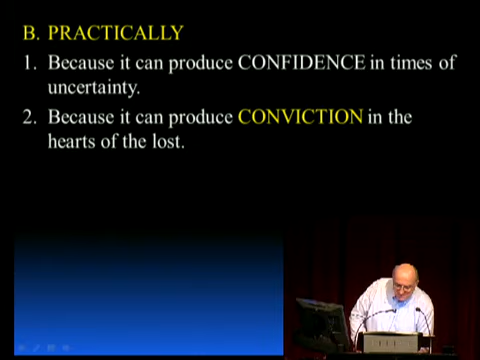 B. PRACTICALLY
1. Because it can produce CONFIDENCE in times of
uncertainty.
2. Because it can produce CONVICTION in the
hearts of the lost.